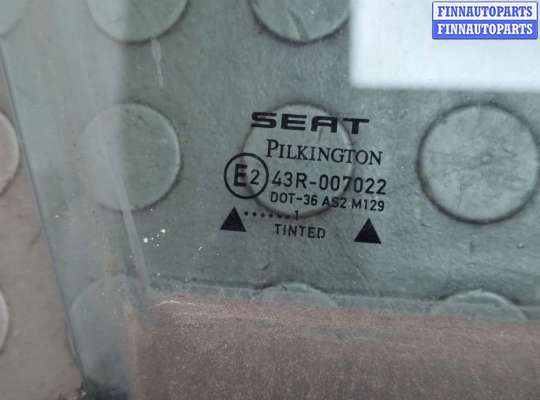 FINNAUTOPARTS
FINNAUTOPARTS
SEAT
PILKINGTON
E2 43R-007022
DOT-36 AS2 M129
......1
TINTED